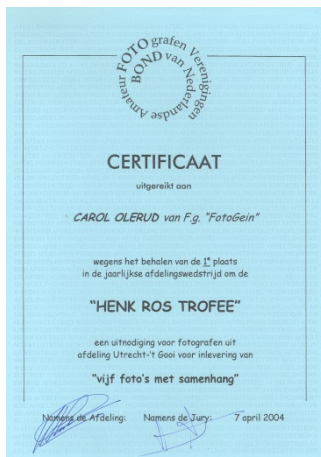 BOND van Nederlandse Amateur FOTOgrafen Verenigingen
CERTIFICAAT
uitgereikt aan
CAROL OLERUD van F.g. "FotoGein"
wegens het behalen van de 1e plaats
in de jaarlijkse afdelingswedstrijd om de
"HENK ROS TROFEE"
een uitnodiging voor fotografen uit
afdeling Utrecht-'t Gooi voor inlevering van
"vijf foto's met samenhang"
Namens de Afdeling: Namens de Jury: 7 april 2004